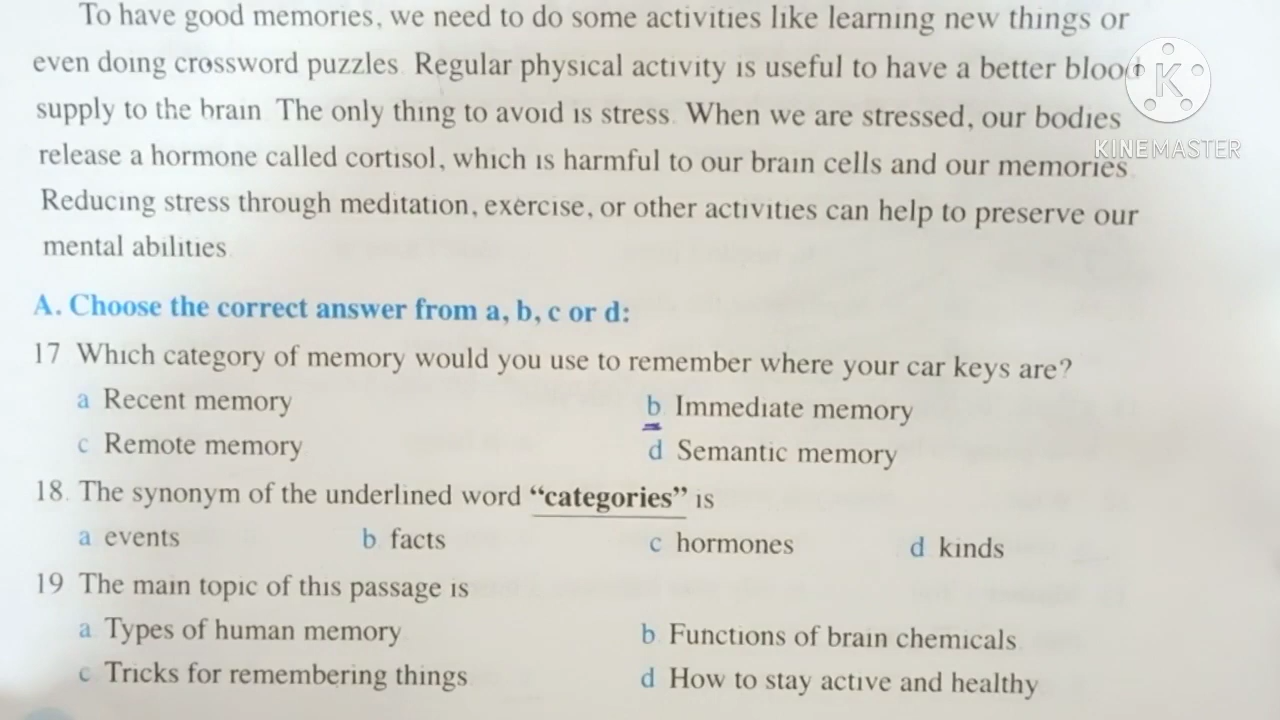 To have good memories, we need to do some activities like learning new things or
even doing crossword puzzles. Regular physical activity is useful to have a better blood
supply to the brain. The only thing to avoid is stress. When we are stressed, our bodies
release a hormone called cortisol, which is harmful to our brain cells and our memories.
Reducing stress through meditation, exercise, or other activities can help to preserve our
mental abilities.
K
KINEMASTER
A. Choose the correct answer from a, b, c or d:
17 Which category of memory would you use to remember where your car keys are?
a Recent memory b. Immediate memory
c Remote memory d Semantic memory
18. The synonym of the underlined word “categories” is
a events b. facts c hormones d kinds
19 The main topic of this passage is
a Types of human memory b. Functions of brain chemicals
c Tricks for remembering things d How to stay active and healthy